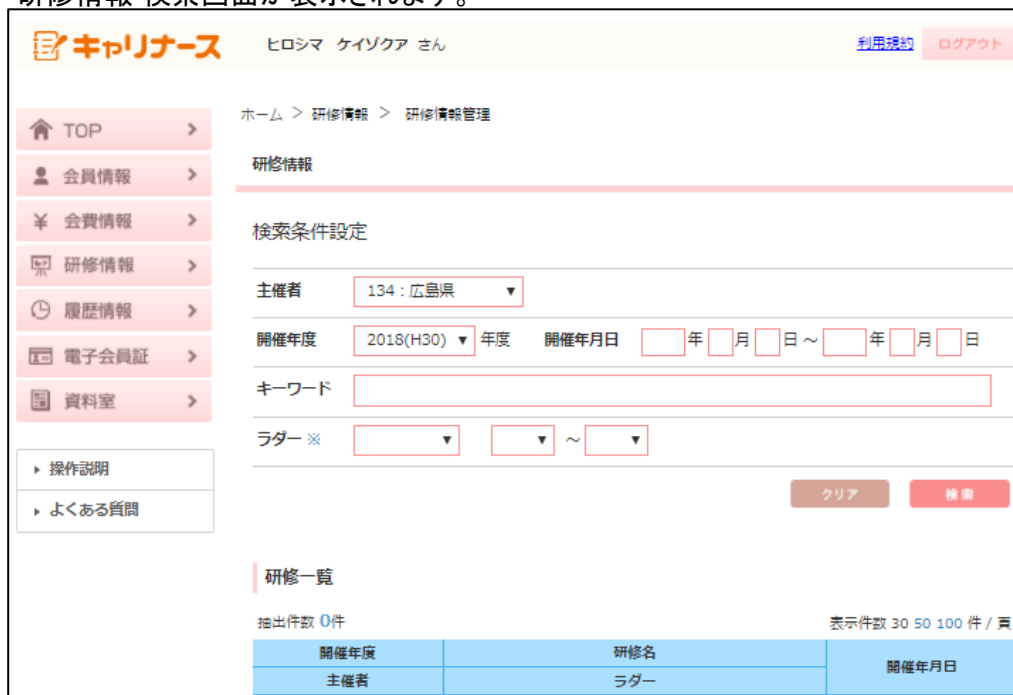 研修情報 検索画面が表示されます。
キャリナース ヒロシマ ケイゾクア さん 利用規約 ログアウト
ホーム > 研修情報 > 研修情報管理
TOP
会員情報
会費情報
研修情報
履歴情報
電子会員証
資料室
操作説明
よくある質問
研修情報
検索条件設定
主催者 134:広島県 ▼
開催年度 2018(H30) ▼ 年度 開催年月日 年 月 日~ 年 月 日
キーワード
ラダー ※ ▼ ▼ ~ ▼
クリア 検索
研修一覧
抽出件数 0件 表示件数 30 50 100 件 / 頁
開催年度 研修名 開催年月日
主催者 ラダー